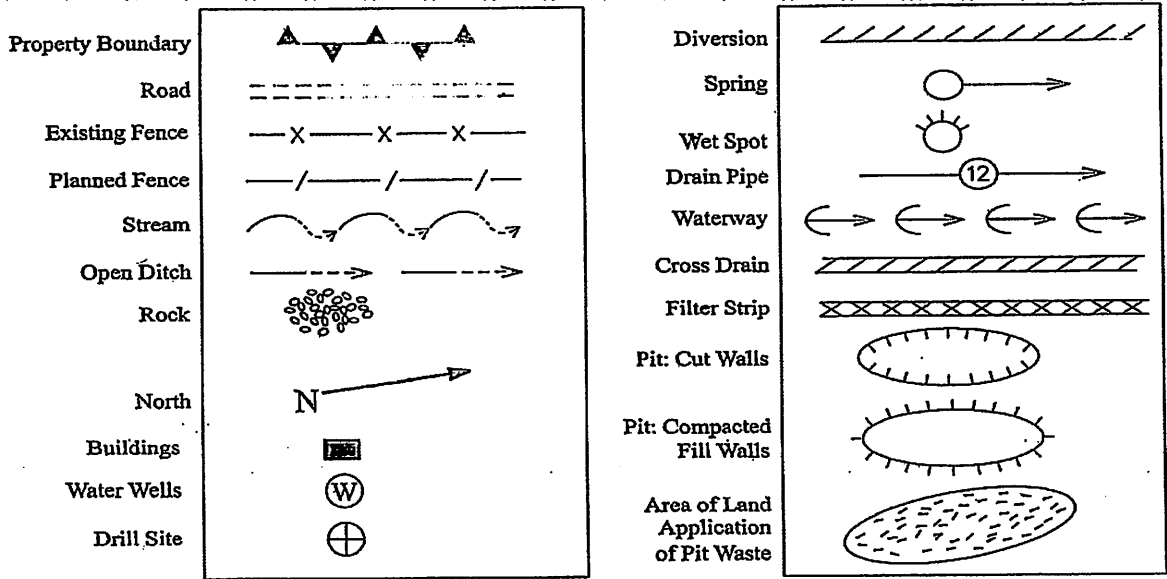 Property Boundary
Road
Existing Fence
X X X
Planned Fence
Stream
Open Ditch
Rock
North
N
Buildings
Water Wells
W
Drill Site
Diversion
Spring
Wet Spot
Drain Pipe
12
Waterway
Cross Drain
Filter Strip
Pit: Cut Walls
Pit: Compacted
Fill Walls
Area of Land
Application
of Pit Waste